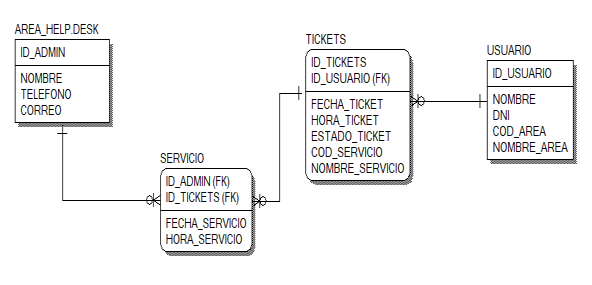 AREA_HELP.DESK
ID_ADMIN
NOMBRE
TELEFONO
CORREO
SERVICIO
ID_ADMIN (FK)
ID_TICKETS (FK)
FECHA_SERVICIO
HORA_SERVICIO
TICKETS
ID_TICKETS
ID_USUARIO (FK)
FECHA_TICKET
HORA_TICKET
ESTADO_TICKET
COD_SERVICIO
NOMBRE_SERVICIO
USUARIO
ID_USUARIO
NOMBRE
DNI
COD_AREA
NOMBRE_AREA